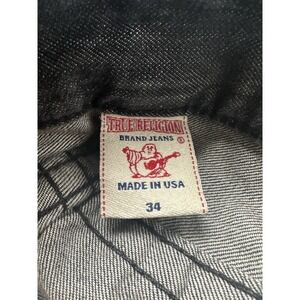 TRUE RELIGION
BRAND JEANS
MADE IN USA
34